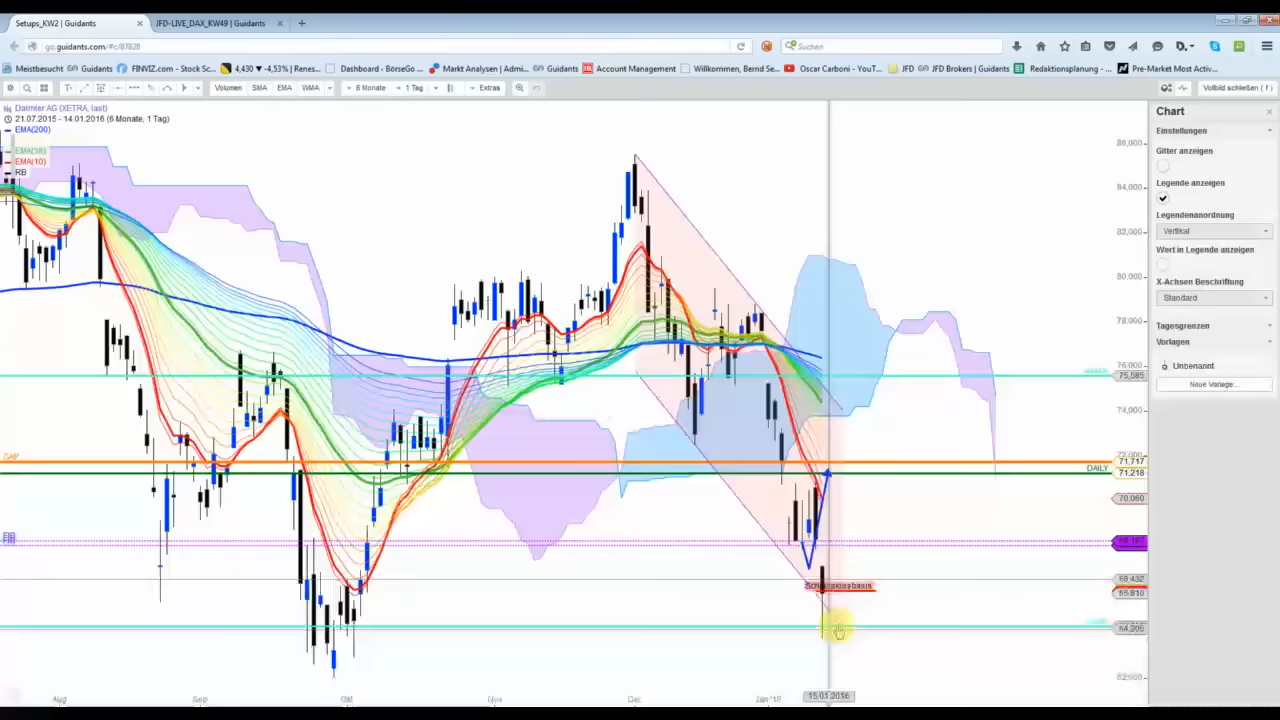 Setups_KW2 | Guidants
JFD-LIVE_DAX_KW49 | Guidants
go.guidants.com/#c/87828
Suchen
Meistbesucht
Guidants
FINVIZ.com - Stock Sc...
4,430 ▼ -4,53% | Renes...
Dashboard - BörseGo ...
Markt Analysen | Admi...
Guidants
Account Management
Willkommen, Bernd Se...
Oscar Carboni - YouT...
JFD
JFD Brokers | Guidants
Redaktionsplanung - ...
Pre-Market Most Activ...
Volumen
SMA
EMA
WMA
6 Monate
1 Tag
Extras
Vollbild schließen ( f )
Daimler AG (XETRA, last)
21.07.2015 - 14.01.2016 (6 Monate, 1 Tag)
EMA(200)
EMA(38)
EMA(10)
RB
GAP
DAILY
Schlusssbasis
86,000
84,000
82,000
80,000
78,000
76,000
75,585
74,000
72,000
71,717
71,218
70,060
66,432
65,810
64,205
62,000
Aug
Sep
Okt
Nov
Dez
Jan '16
15.01.2016
Chart
Einstellungen
Gitter anzeigen
Legende anzeigen
Legendenanordnung
Vertikal
Wert in Legende anzeigen
X-Achsen Beschriftung
Standard
Tagesgrenzen
Vorlagen
Unbenannt
Neue Vorlage...